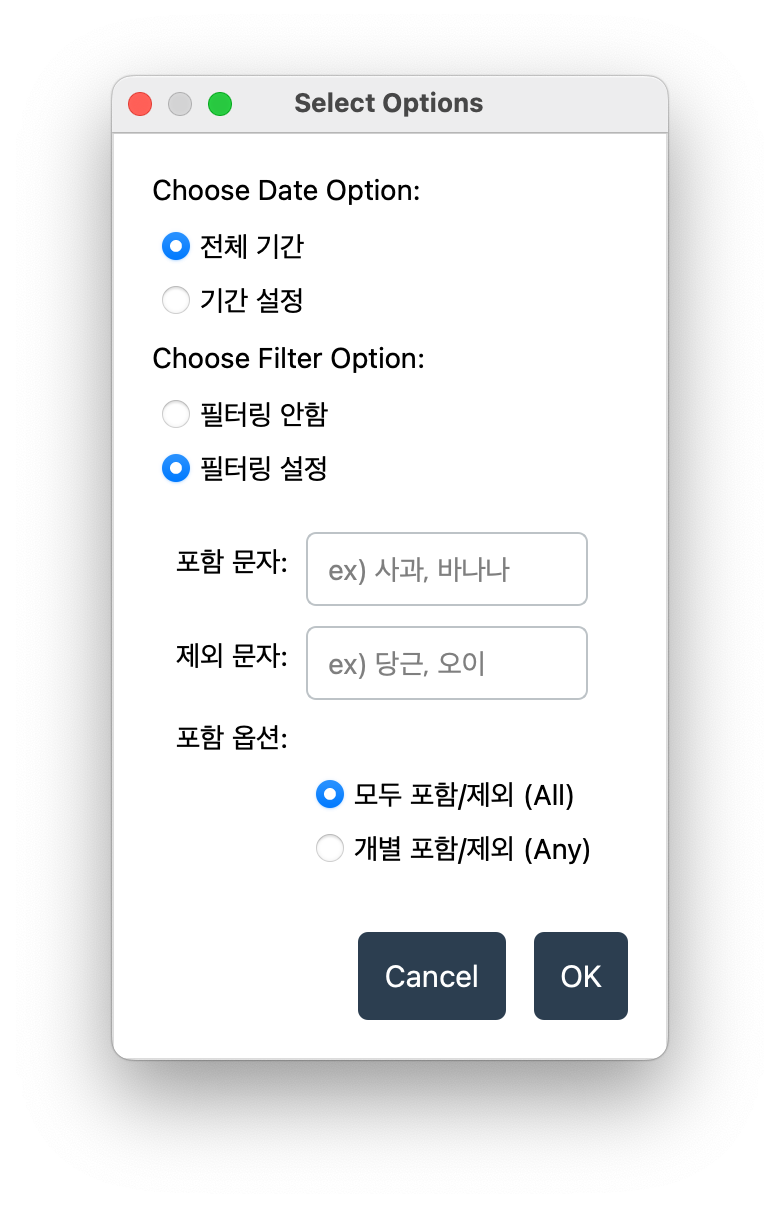 Select Options
Choose Date Option:
전체 기간
기간 설정
Choose Filter Option:
필터링 안함
필터링 설정
포함 문자: ex) 사과, 바나나
제외 문자: ex) 당근, 오이
포함 옵션:
모두 포함/제외 (All)
개별 포함/제외 (Any)
Cancel OK